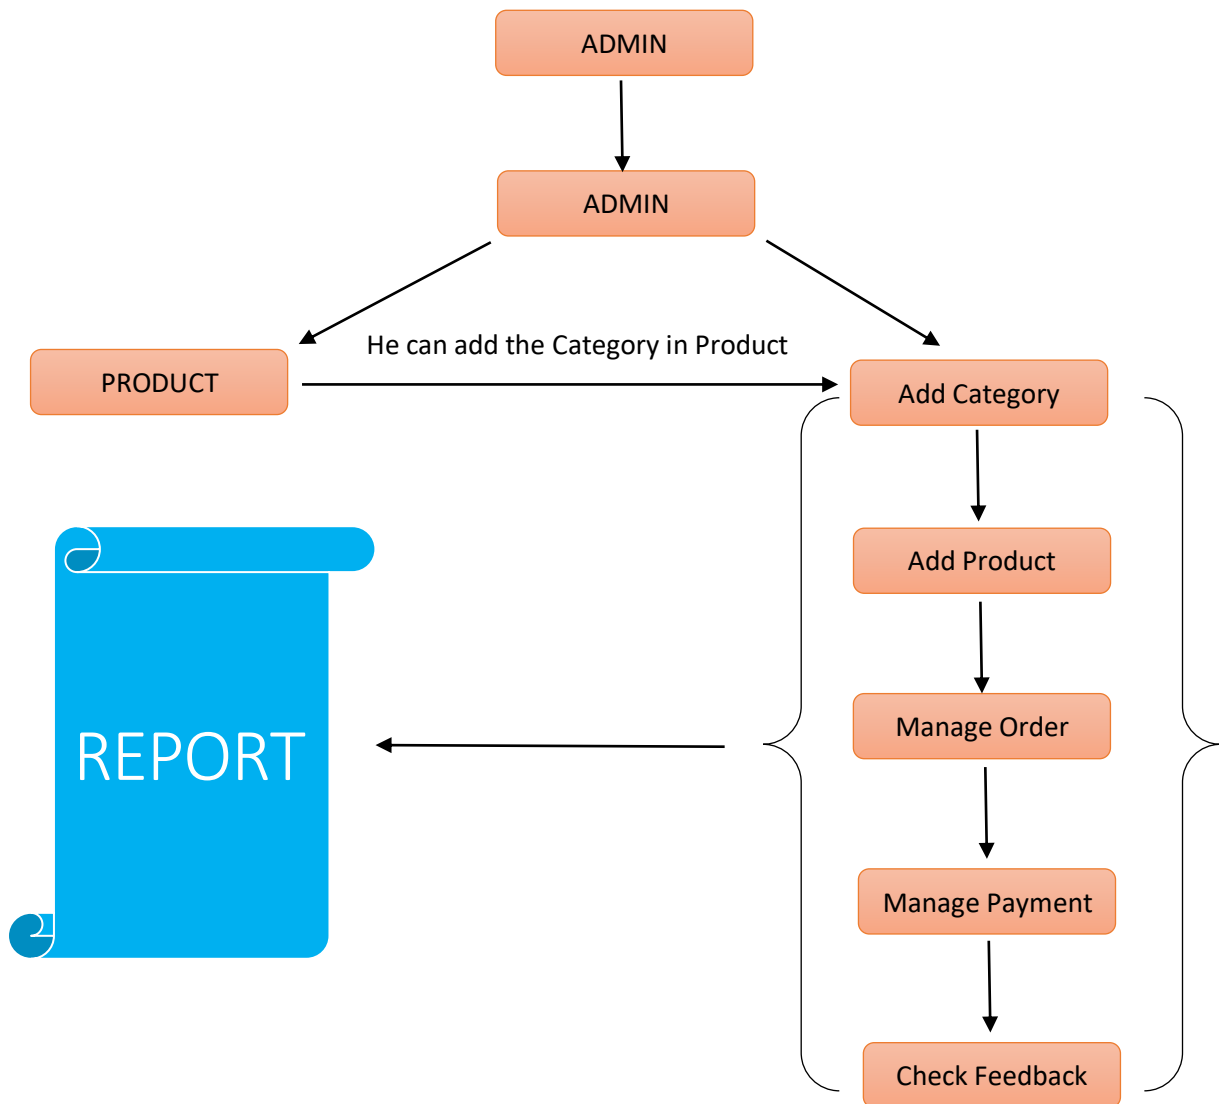 ADMIN
ADMIN
He can add the Category in Product
PRODUCT
Add Category
Add Product
Manage Order
REPORT
Manage Payment
Check Feedback